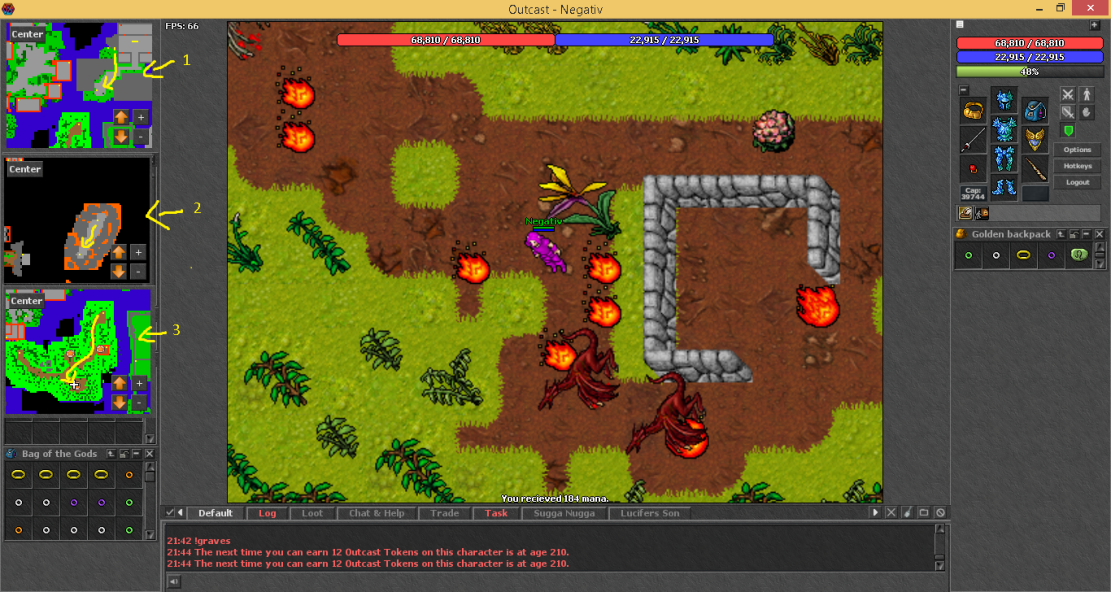 Outcast - Negativ
Center
1
FPS: 66
68,810 / 68,810
22,915 / 22,915
68,810 / 68,810
22,915 / 22,915
48%
Center
2
Negativ
Cap:
39744
Options
Hotkeys
Logout
Golden backpack
Center
3
Bag of the Gods
You recieved 184 mana.
Default
Log
Loot
Chat & Help
Trade
Task
Sugga Nugga
Lucifers Son
21:42 !graves
21:44 The next time you can earn 12 Outcast Tokens on this character is at age 210.
21:44 The next time you can earn 12 Outcast Tokens on this character is at age 210.